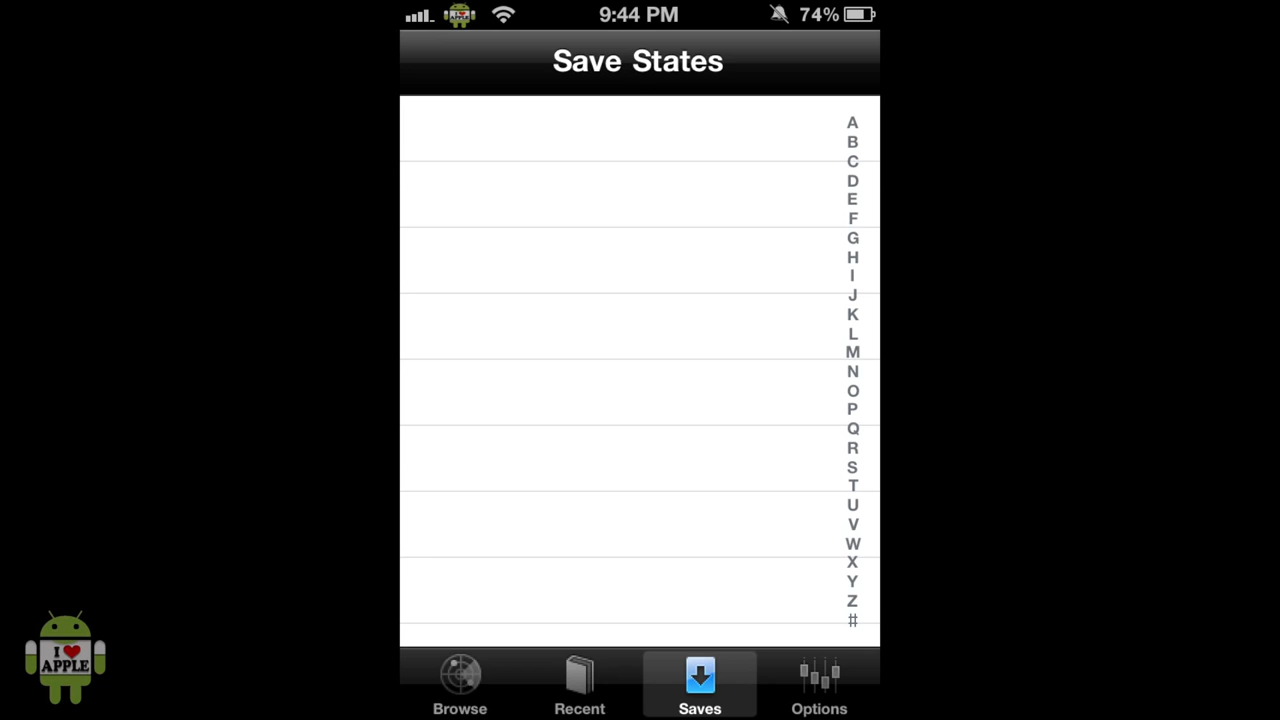 9:44 PM
74%
Save States
A
B
C
D
E
F
G
H
I
J
K
L
M
N
O
P
Q
R
S
T
U
V
W
X
Y
Z
#
I
APPLE
Browse
Recent
Saves
Options